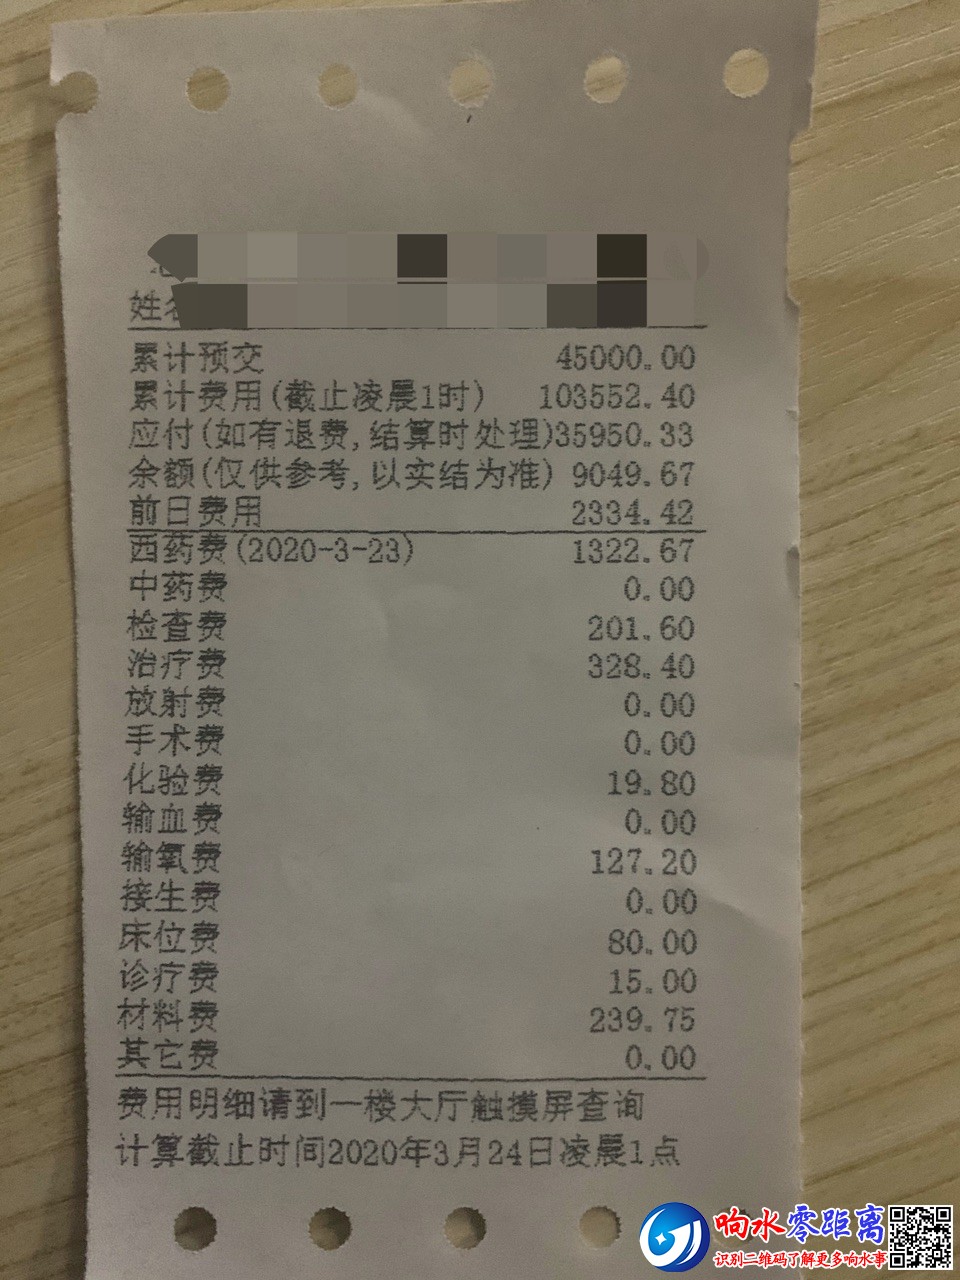 姓名
累计预交 45000.00
累计费用(截止凌晨1时) 103552.40
应付(如有退费,结算时处理)35950.33
余额(仅供参考,以实结为准) 9049.67
前日费用 2334.42
西药费(2020-3-23) 1322.67
中药费 0.00
检查费 201.60
治疗费 328.40
放射费 0.00
手术费 0.00
化验费 19.80
输血费 0.00
输氧费 127.20
接生费 0.00
床位费 80.00
诊疗费 15.00
材料费 239.75
其它费 0.00
费用明细请到一楼大厅触摸屏查询
计算截止时间2020年3月24日凌晨1点
响水零距离
识别二维码了解更多响水事